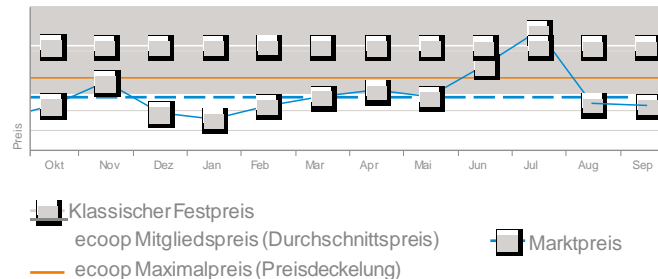 Preis
Okt Nov Dez Jan Feb Mar Apr Mai Jun Jul Aug Sep
Klassischer Festpreis
ecoop Mitgliedspreis (Durchschnittspreis) Marktpreis
ecoop Maximalpreis (Preisdeckelung)